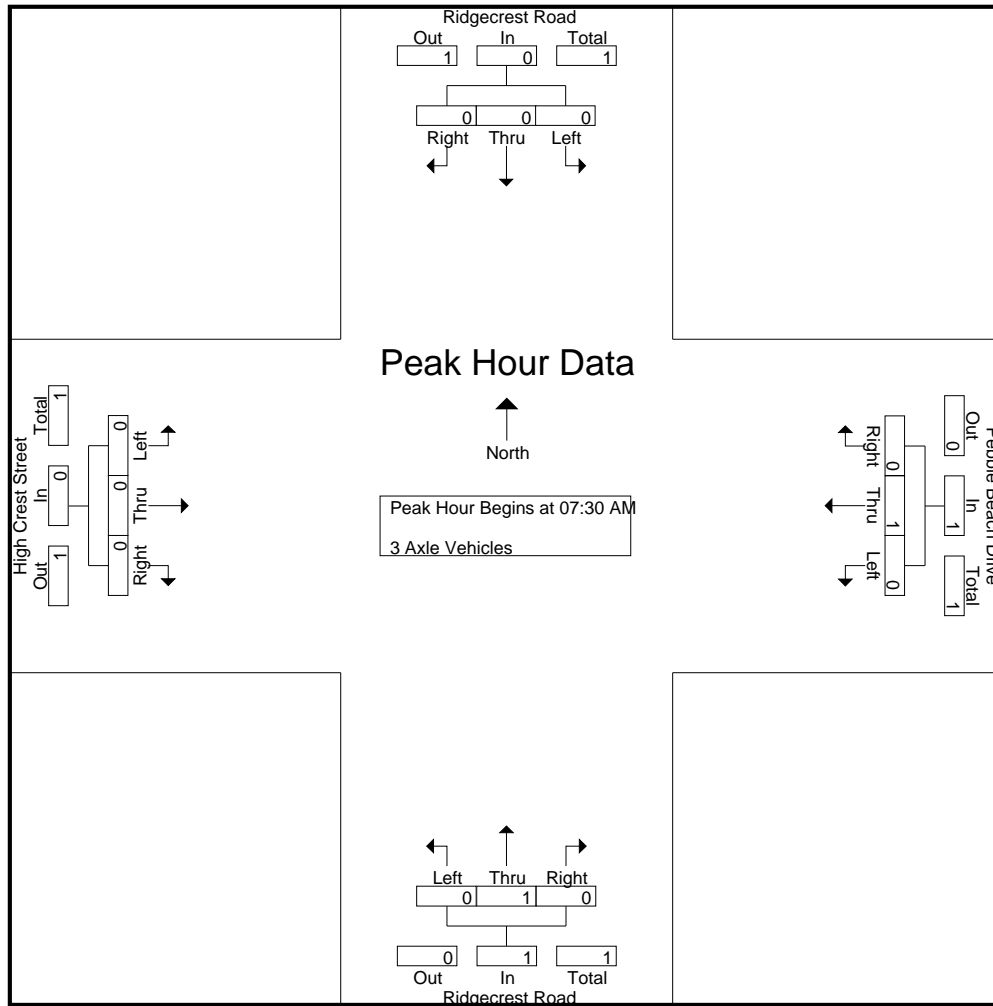 Ridgecrest Road
Out In Total
1 0 1
0 0 0
Right Thru Left
Peak Hour Data
North
Peak Hour Begins at 07:30 AM
3 Axle Vehicles
High Crest Street
Out In Total
1 0 1
Right Thru Left
0 0 0
Pebble Beach Drive
Out In Total
0 1 1
Right Thru Left
0 1 0
Left Thru Right
0 1 0
0 1 1
Out In Total
Ridgecrest Road